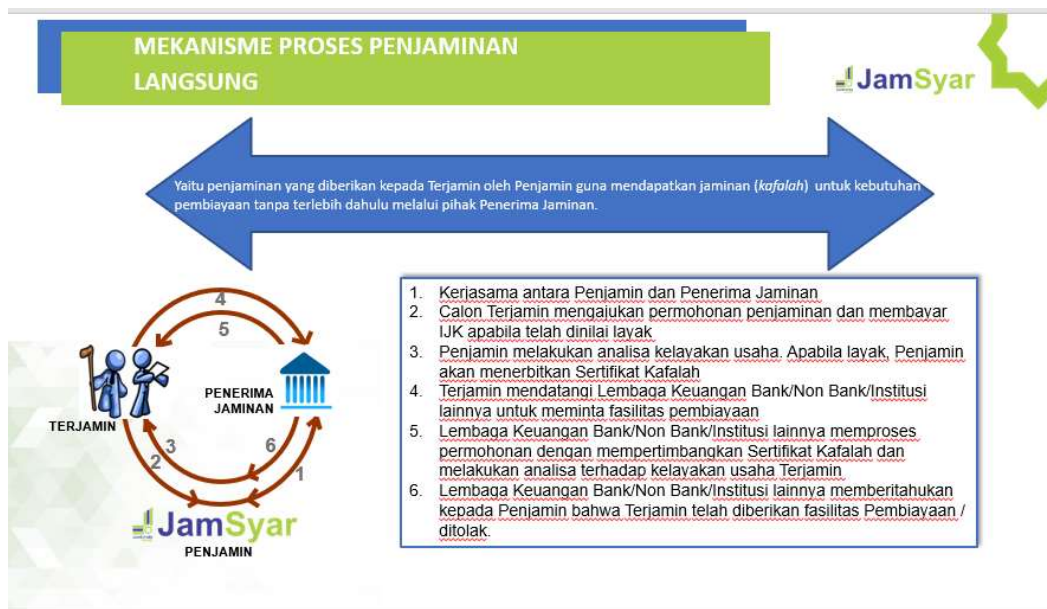 MEKANISME PROSES PENJAMINAN
LANGSUNG
JamSyar
Yaitu penjaminan yang diberikan kepada Terjamin oleh Penjamin guna mendapatkan jaminan (kafalah) untuk kebutuhan
pembiayaan tanpa terlebih dahulu melalui pihak Penerima Jaminan.
4
5
PENERIMA
JAMINAN
TERJAMIN
3
6
2
1
JamSyar
PENJAMIN
1. Kerjasama antara Penjamin dan Penerima Jaminan
2. Calon Terjamin mengajukan permohonan penjaminan dan membayar
IJK apabila telah dinilai layak
3. Penjamin melakukan analisa kelayakan usaha. Apabila layak, Penjamin
akan menerbitkan Sertifikat Kafalah
4. Terjamin mendatangi Lembaga Keuangan Bank/Non Bank/Institusi
lainnya untuk meminta fasilitas pembiayaan
5. Lembaga Keuangan Bank/Non Bank/Institusi lainnya memproses
permohonan dengan mempertimbangkan Sertifikat Kafalah dan
melakukan analisa terhadap kelayakan usaha Terjamin
6. Lembaga Keuangan Bank/Non Bank/Institusi lainnya memberitahukan
kepada Penjamin bahwa Terjamin telah diberikan fasilitas Pembiayaan /
ditolak.